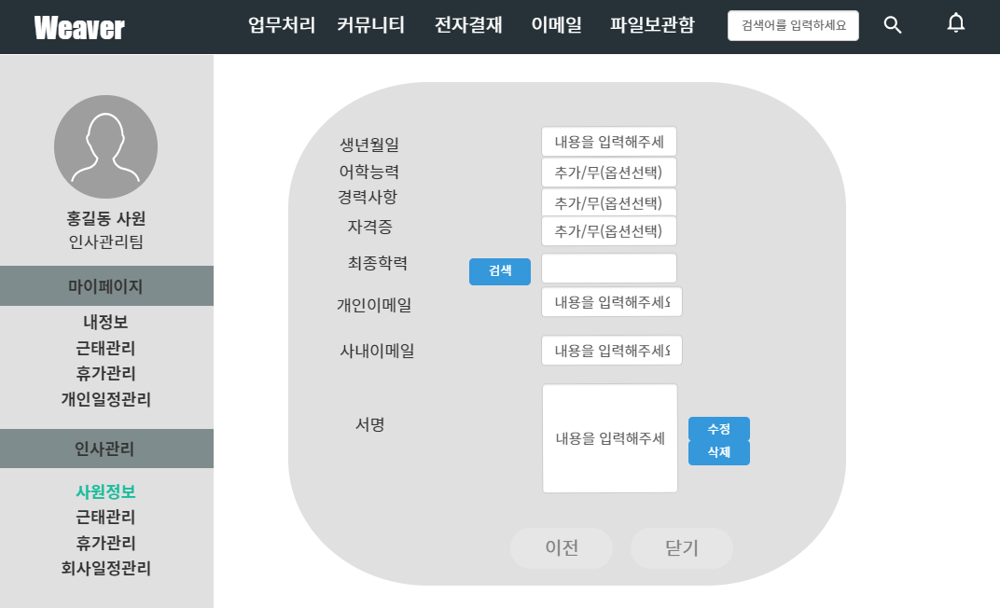 Weaver 업무처리 커뮤니티 전자결재 이메일 파일보관함 검색어를 입력하세요
홍길동 사원
인사관리팀
마이페이지
내정보
근태관리
휴가관리
개인일정관리
인사관리
사원정보
근태관리
휴가관리
회사일정관리
생년월일 내용을 입력해주세
어학능력 추가/무(옵션선택)
경력사항 추가/무(옵션선택)
자격증 추가/무(옵션선택)
최종학력 검색
개인이메일 내용을 입력해주세요
사내이메일 내용을 입력해주세요
서명 내용을 입력해주세 수정
삭제
이전 닫기